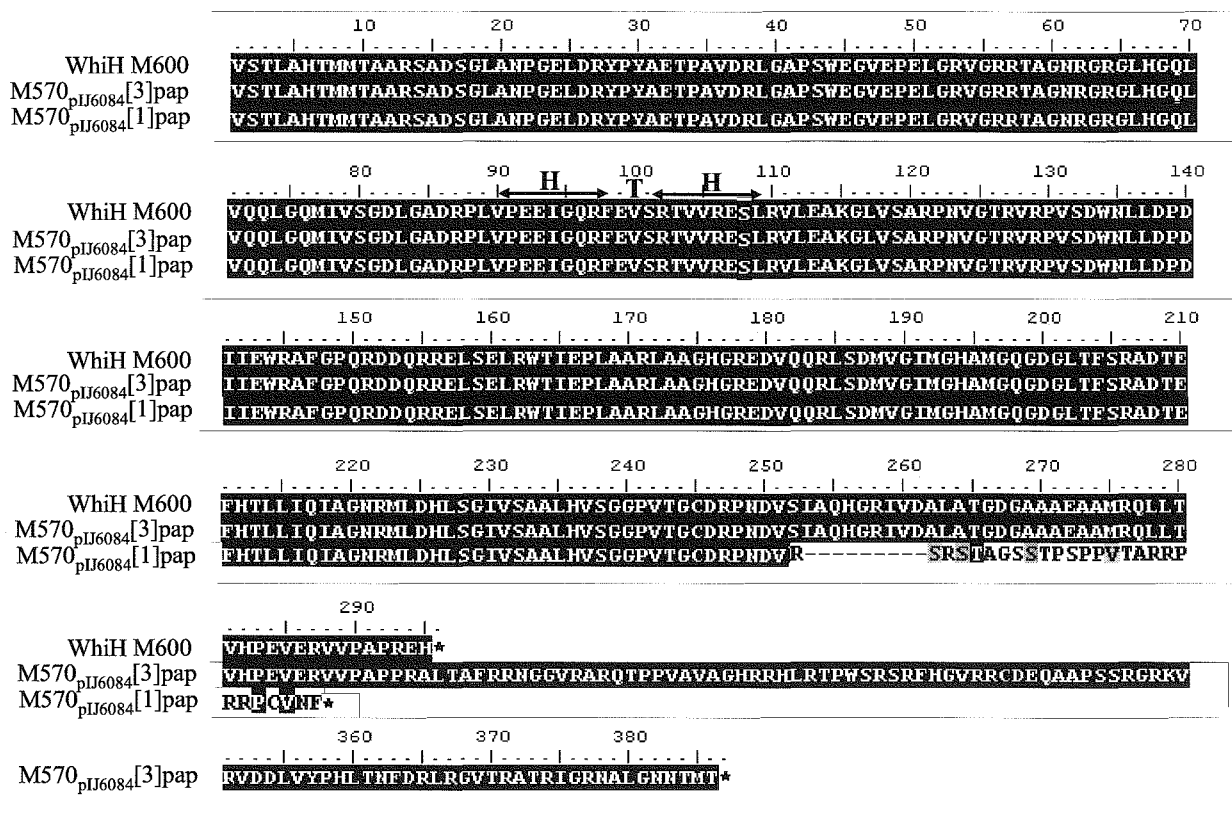 10 20 30 40 50 60 70
WhiH M600 VSTLAHTMMTAARSADSGLANPGELDRYPYAETPAVDRLGAPSWEGVEPELGRVGRRTAGNRGRGLHGQL
M570pIJ6084[3]pap VSTLAHTMMTAARSADSGLANPGELDRYPYAETPAVDRLGAPSWEGVEPELGRVGRRTAGNRGRGLHGQL
M570pIJ6084[1]pap VSTLAHTMMTAARSADSGLANPGELDRYPYAETPAVDRLGAPSWEGVEPELGRVGRRTAGNRGRGLHGQL
80 90 100 110 120 130 140
H T H
WhiH M600 VQQLGQMIVSGDLGADRPLVPEEIGQRFEVSRTVVRESLRVLEAKGLVSARPNVGTRVRPVSDWNLLDPD
M570pIJ6084[3]pap VQQLGQMIVSGDLGADRPLVPEEIGQRFEVSRTVVRESLRVLEAKGLVSARPNVGTRVRPVSDWNLLDPD
M570pIJ6084[1]pap VQQLGQMIVSGDLGADRPLVPEEIGQRFEVSRTVVRESLRVLEAKGLVSARPNVGTRVRPVSDWNLLDPD
150 160 170 180 190 200 210
WhiH M600 IIEWRAFGPQRDDQRRELSELRWTIEPLAARLAAGHGREDVQQRLSDMVGIMGHAMGQGDGLTFSRADTE
M570pIJ6084[3]pap IIEWRAFGPQRDDQRRELSELRWTIEPLAARLAAGHGREDVQQRLSDMVGIMGHAMGQGDGLTFSRADTE
M570pIJ6084[1]pap IIEWRAFGPQRDDQRRELSELRWTIEPLAARLAAGHGREDVQQRLSDMVGIMGHAMGQGDGLTFSRADTE
220 230 240 250 260 270 280
WhiH M600 FHTLLIQIAGNRMLDHLSGIVSAALHVSGGPVTGCDRPNDVSIAQHGRIVDALATGDGAAAEAAMRQLLT
M570pIJ6084[3]pap FHTLLIQIAGNRMLDHLSGIVSAALHVSGGPVTGCDRPNDVSIAQHGRIVDALATGDGAAAEAAMRQLLT
M570pIJ6084[1]pap FHTLLIQIAGNRMLDHLSGIVSAALHVSGGPVTGCDRPNDVR---------SRSTAGSSTPSPPVTARRP
290
WhiH M600 VHPEVERVVPAPREH*
M570pIJ6084[3]pap VHPEVERVVPAPPRALTAFRRNGGVRARQTPPVAVAGHRRHLRTPWSRSRFHGVRRCDEQAAPSSRGRKV
M570pIJ6084[1]pap RRPCVNF*
360 370 380
M570pIJ6084[3]pap RVDDLVYPHLTNFDRLRGVTRATRIGRNALGNNTMT*